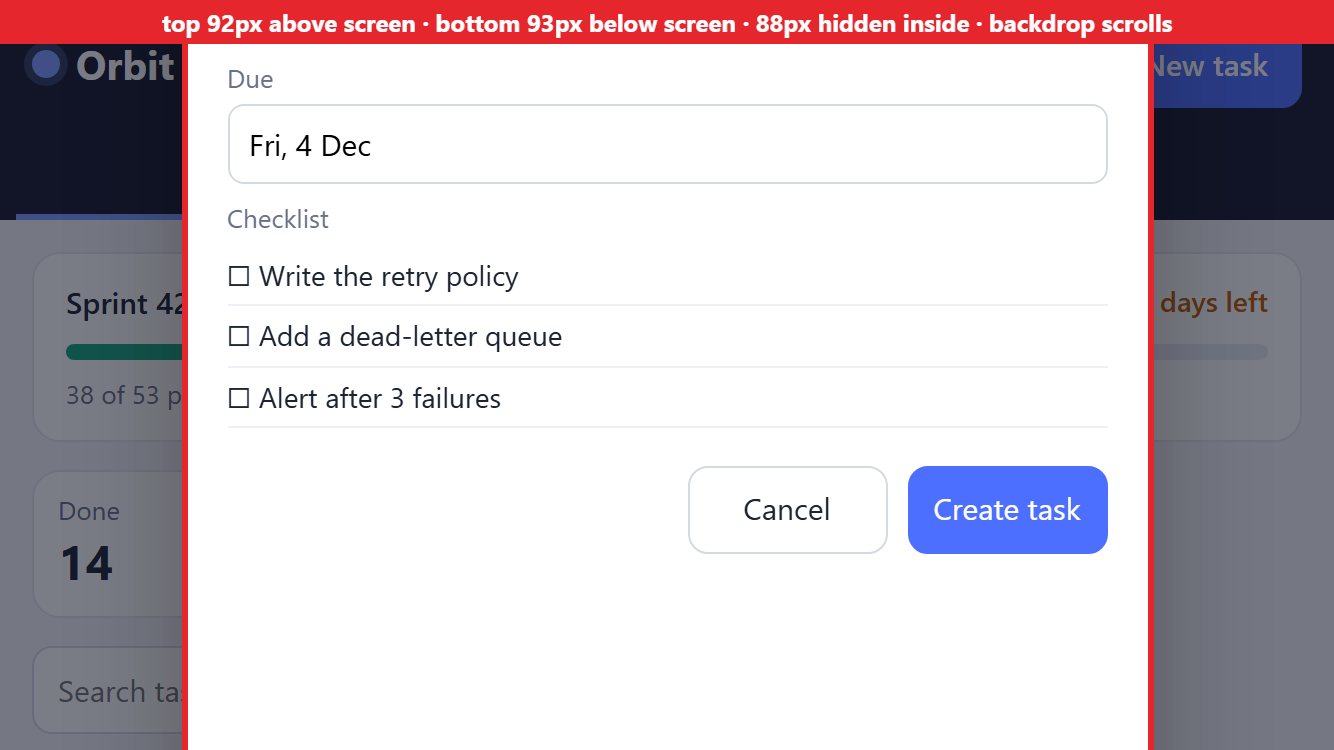 top 92px above screen · bottom 93px below screen · 88px hidden inside · backdrop scrolls
Orbit
New task
Due
Fri, 4 Dec
Checklist
☐ Write the retry policy
☐ Add a dead-letter queue
☐ Alert after 3 failures
Cancel
Create task
Sprint 42
days left
38 of 53 p
Done
14
Search ta